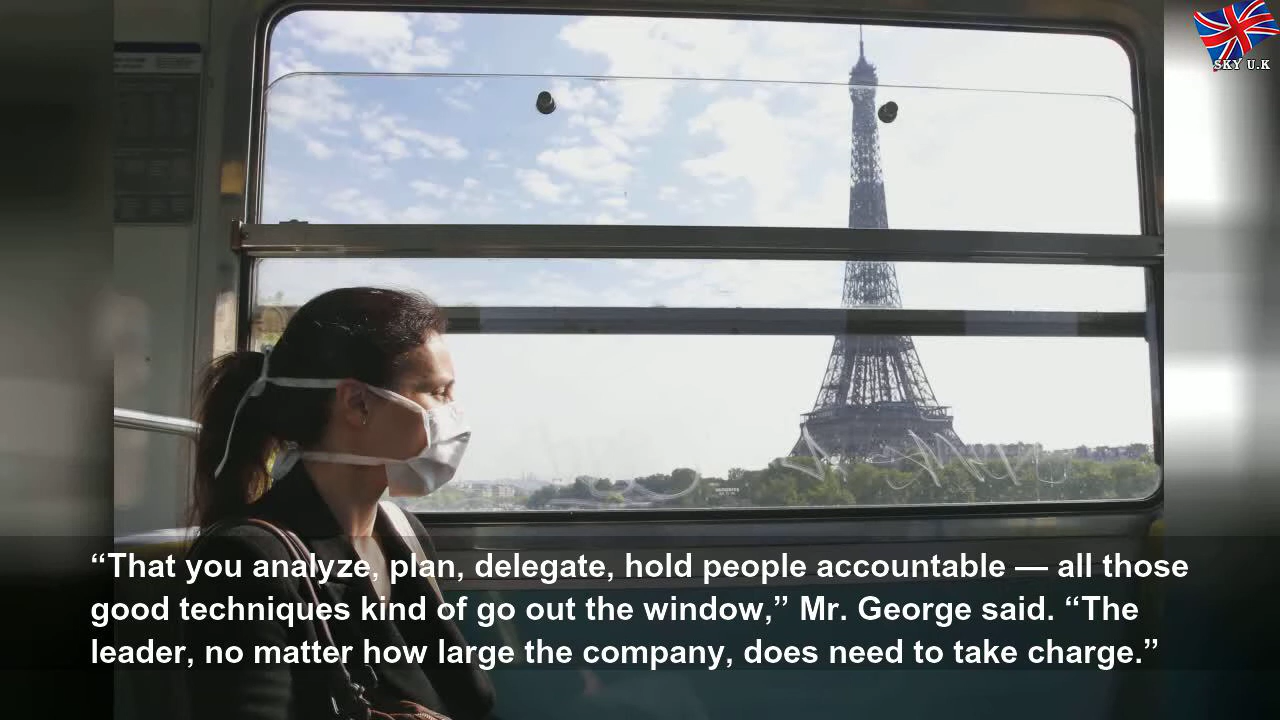 SKY U.K
“That you analyze, plan, delegate, hold people accountable — all those
good techniques kind of go out the window,” Mr. George said. “The
leader, no matter how large the company, does need to take charge.”